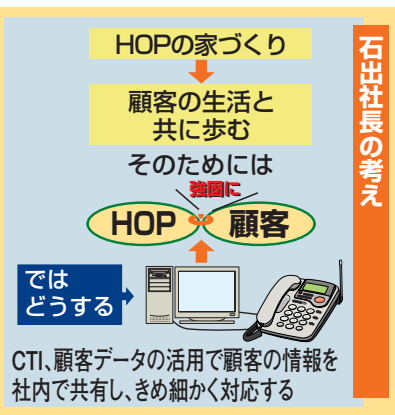 石出社長の考え
HOPの家づくり
顧客の生活と
共に歩む
そのためには
強固に
HOP 顧客
では
どうする
CTI、顧客データの活用で顧客の情報を
社内で共有し、きめ細かく対応する